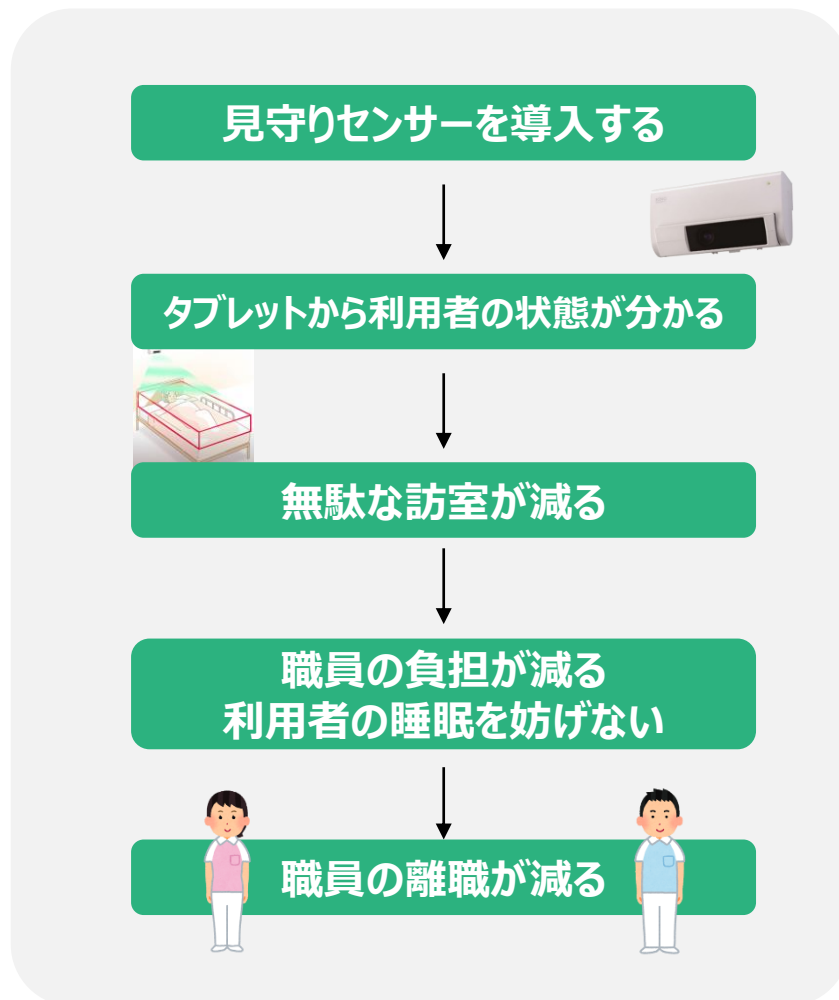 見守りセンサーを導入する
タブレットから利用者の状態が分かる
無駄な訪室が減る
職員の負担が減る
利用者の睡眠を妨げない
職員の離職が減る